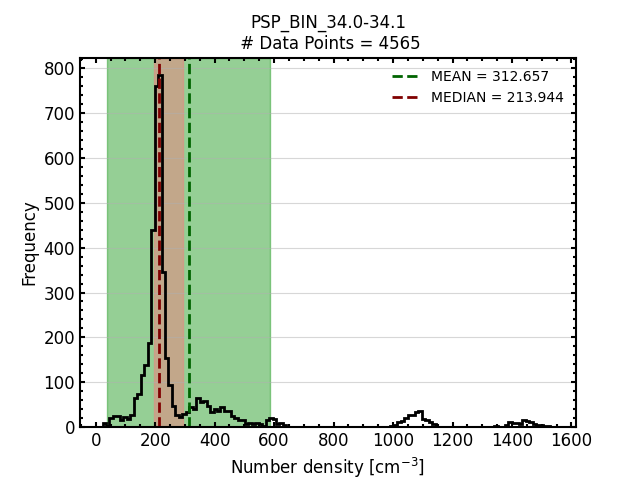 PSP_BIN_34.0-34.1
# Data Points = 4565
MEAN = 312.657
MEDIAN = 213.944
Frequency
800
700
600
500
400
300
200
100
0
0 200 400 600 800 1000 1200 1400 1600
Number density [cm⁻³]